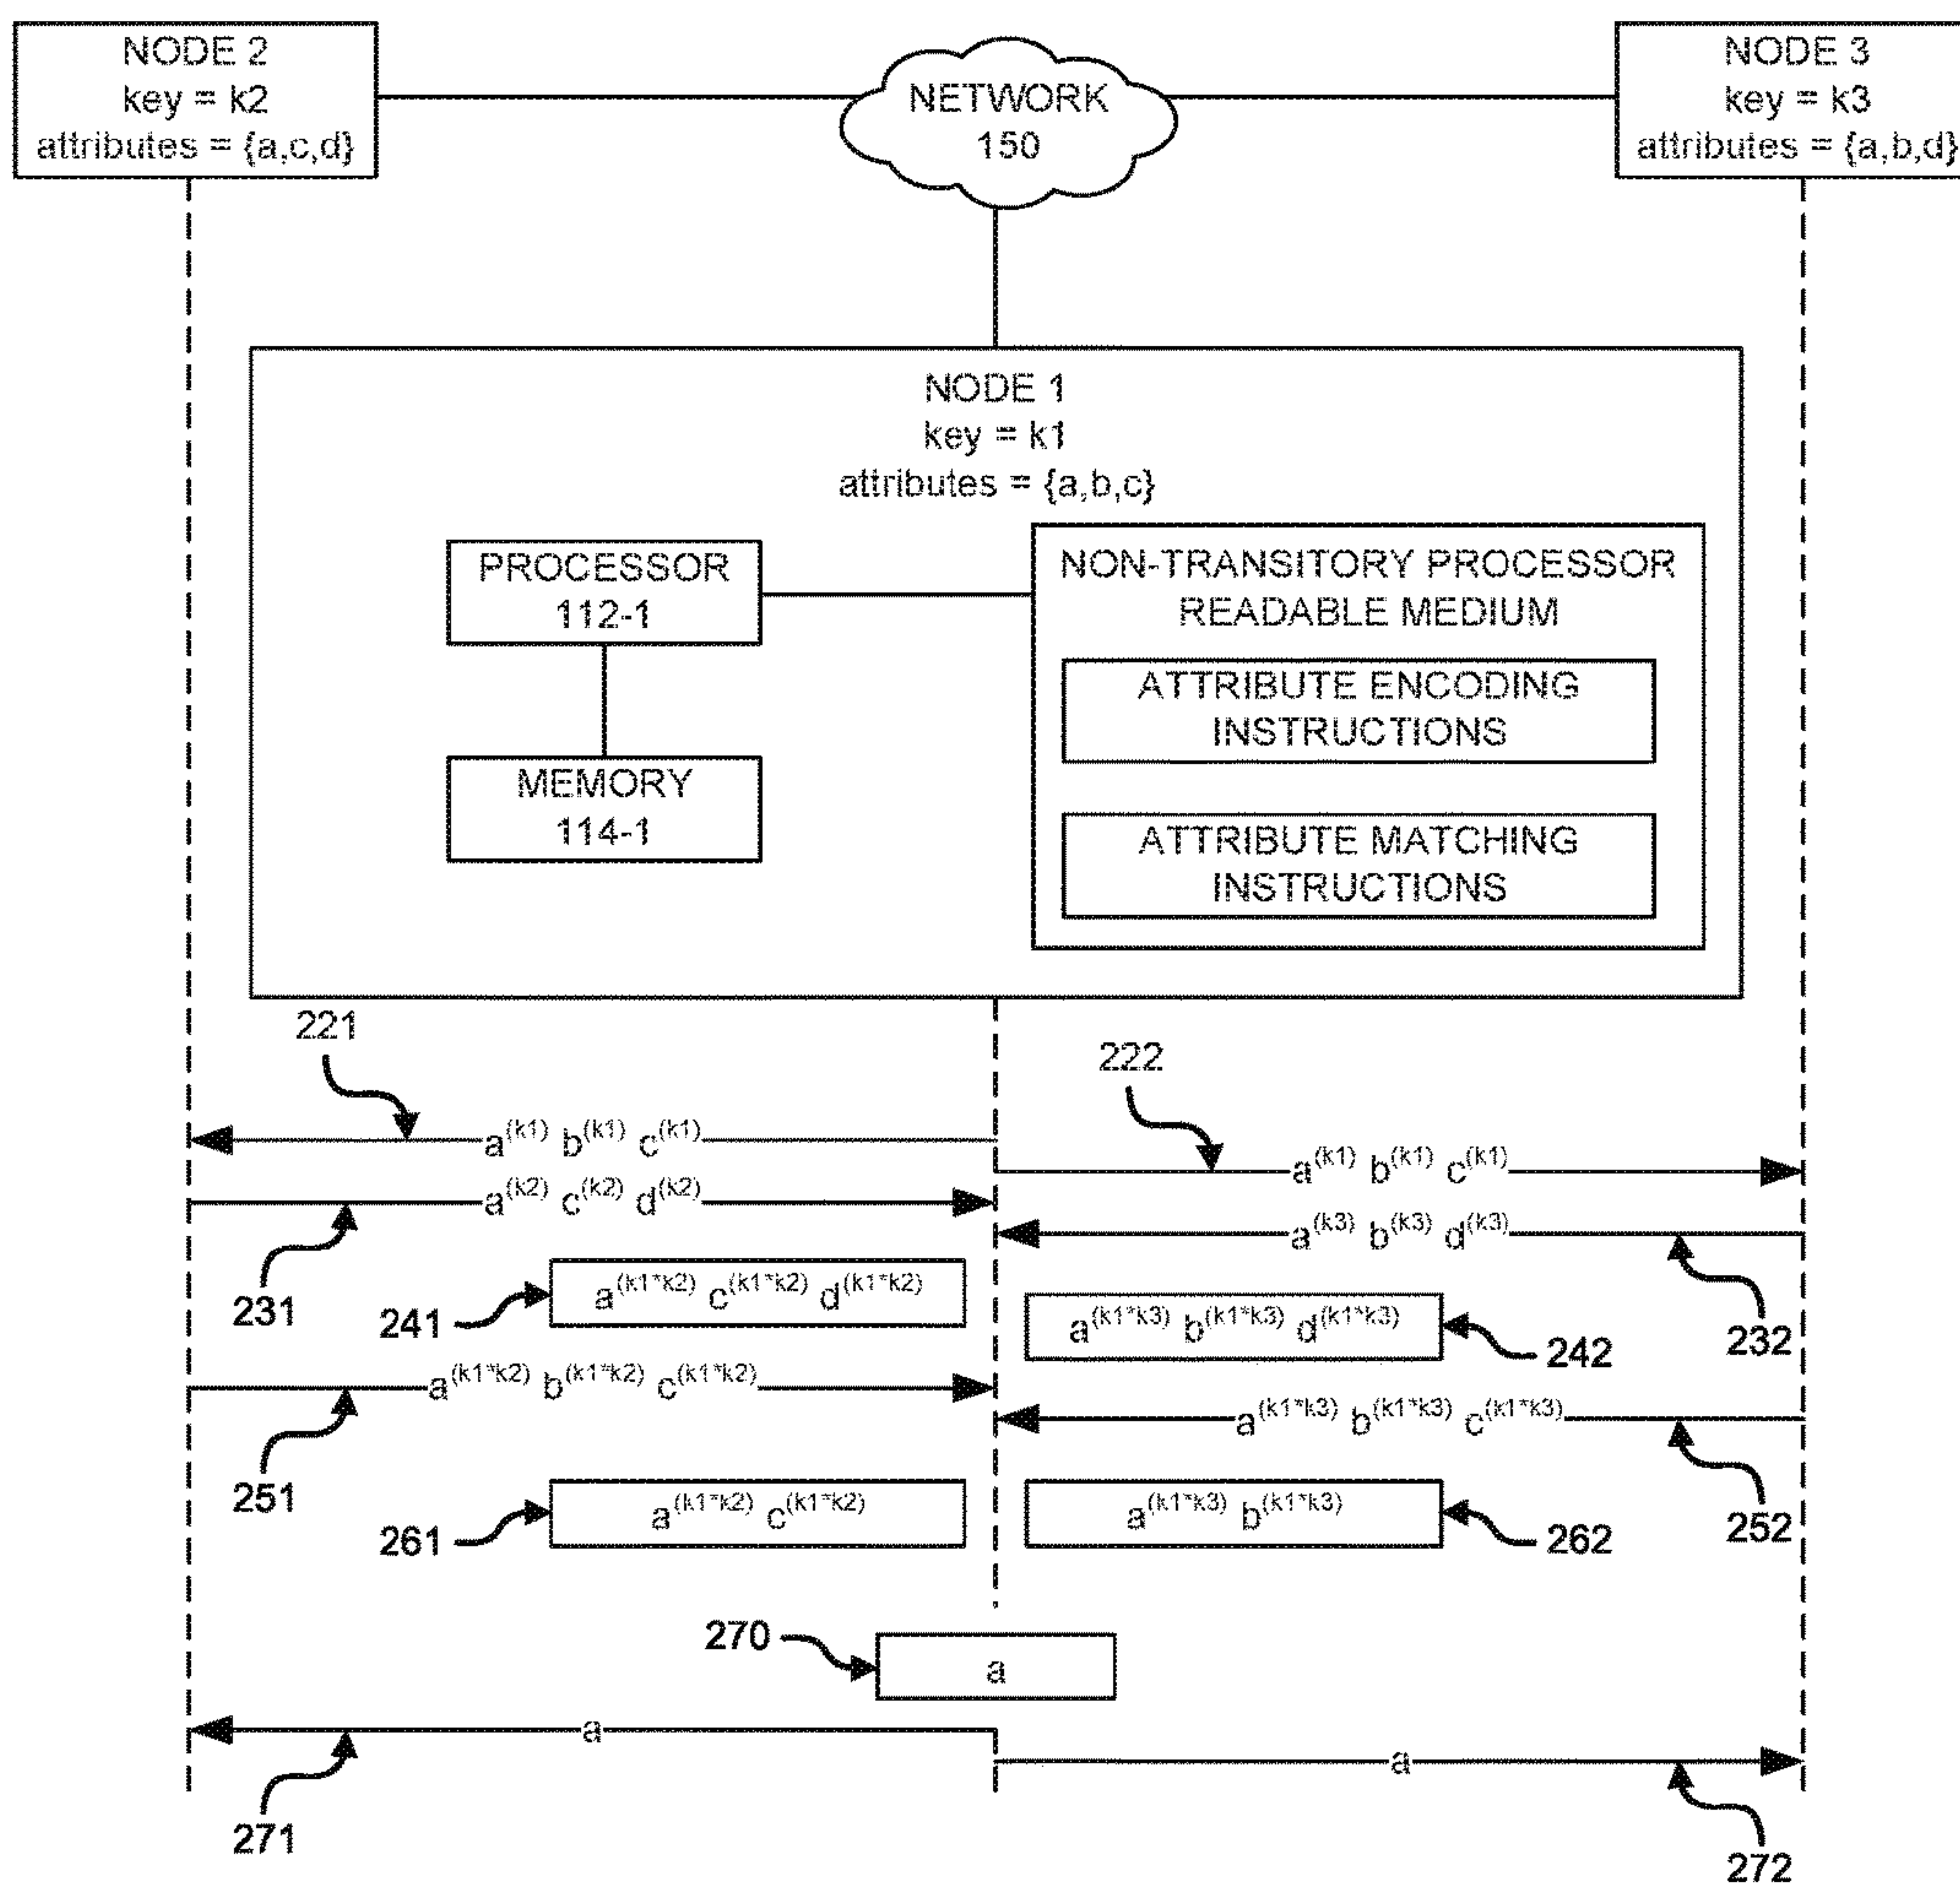 NODE 2
key = k2
attributes = {a,c,d}
NETWORK
150
NODE 3
key = k3
attributes = {a,b,d}
NODE 1
key = k1
attributes = {a,b,c}
PROCESSOR
112-1
MEMORY
114-1
NON-TRANSITORY PROCESSOR
READABLE MEDIUM
ATTRIBUTE ENCODING
INSTRUCTIONS
ATTRIBUTE MATCHING
INSTRUCTIONS
221
222
a(k1) b(k1) c(k1)
a(k1) b(k1) c(k1)
a(k2) c(k2) d(k2)
a(k3) b(k3) d(k3)
231
241
a(k1*k2) c(k1*k2) d(k1*k2)
a(k1*k3) b(k1*k3) d(k1*k3)
242
232
a(k1*k2) b(k1*k2) c(k1*k2)
a(k1*k3) b(k1*k3) c(k1*k3)
251
261
a(k1*k2) c(k1*k2)
a(k1*k3) b(k1*k3)
262
252
270
a
a
a
271
272